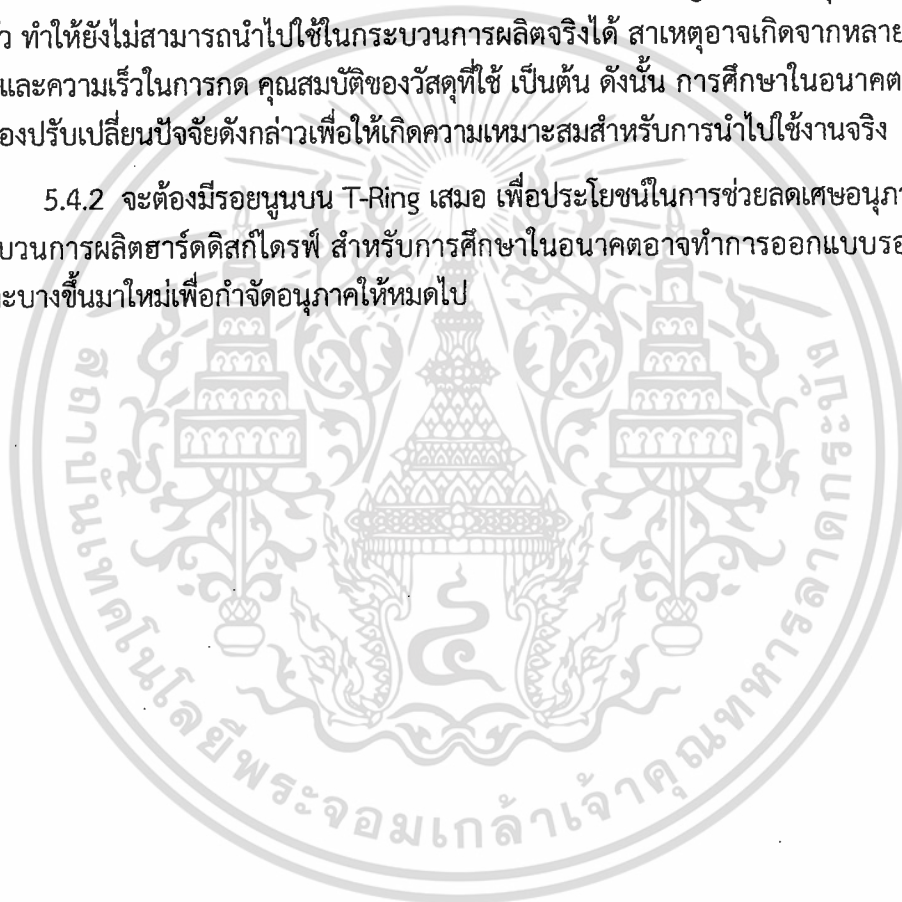 ทำให้ยังไม่สามารถนำไปใช้ในกระบวนการผลิตจริงได้ สาเหตุอาจเกิดจากหลาย
และความเร็วในการกด คุณสมบัติของวัสดุที่ใช้ เป็นต้น ดังนั้น การศึกษาในอนาคต
องปรับเปลี่ยนปัจจัยดังกล่าวเพื่อให้เกิดความเหมาะสมสำหรับการนำไปใช้งานจริง
5.4.2 จะต้องมีรอยนูนบน T-Ring เสมอ เพื่อประโยชน์ในการช่วยลดเศษอนุภา
บวนการผลิตฮาร์ดดิสก์ไดรฟ์ สำหรับการศึกษาในอนาคตอาจทำการออกแบบรอ
ะบางขึ้นมาใหม่เพื่อกำจัดอนุภาคให้หมดไป
สถาบันเทคโนโลยีพระจอมเกล้าเจ้าคุณทหารลาดกระบัง